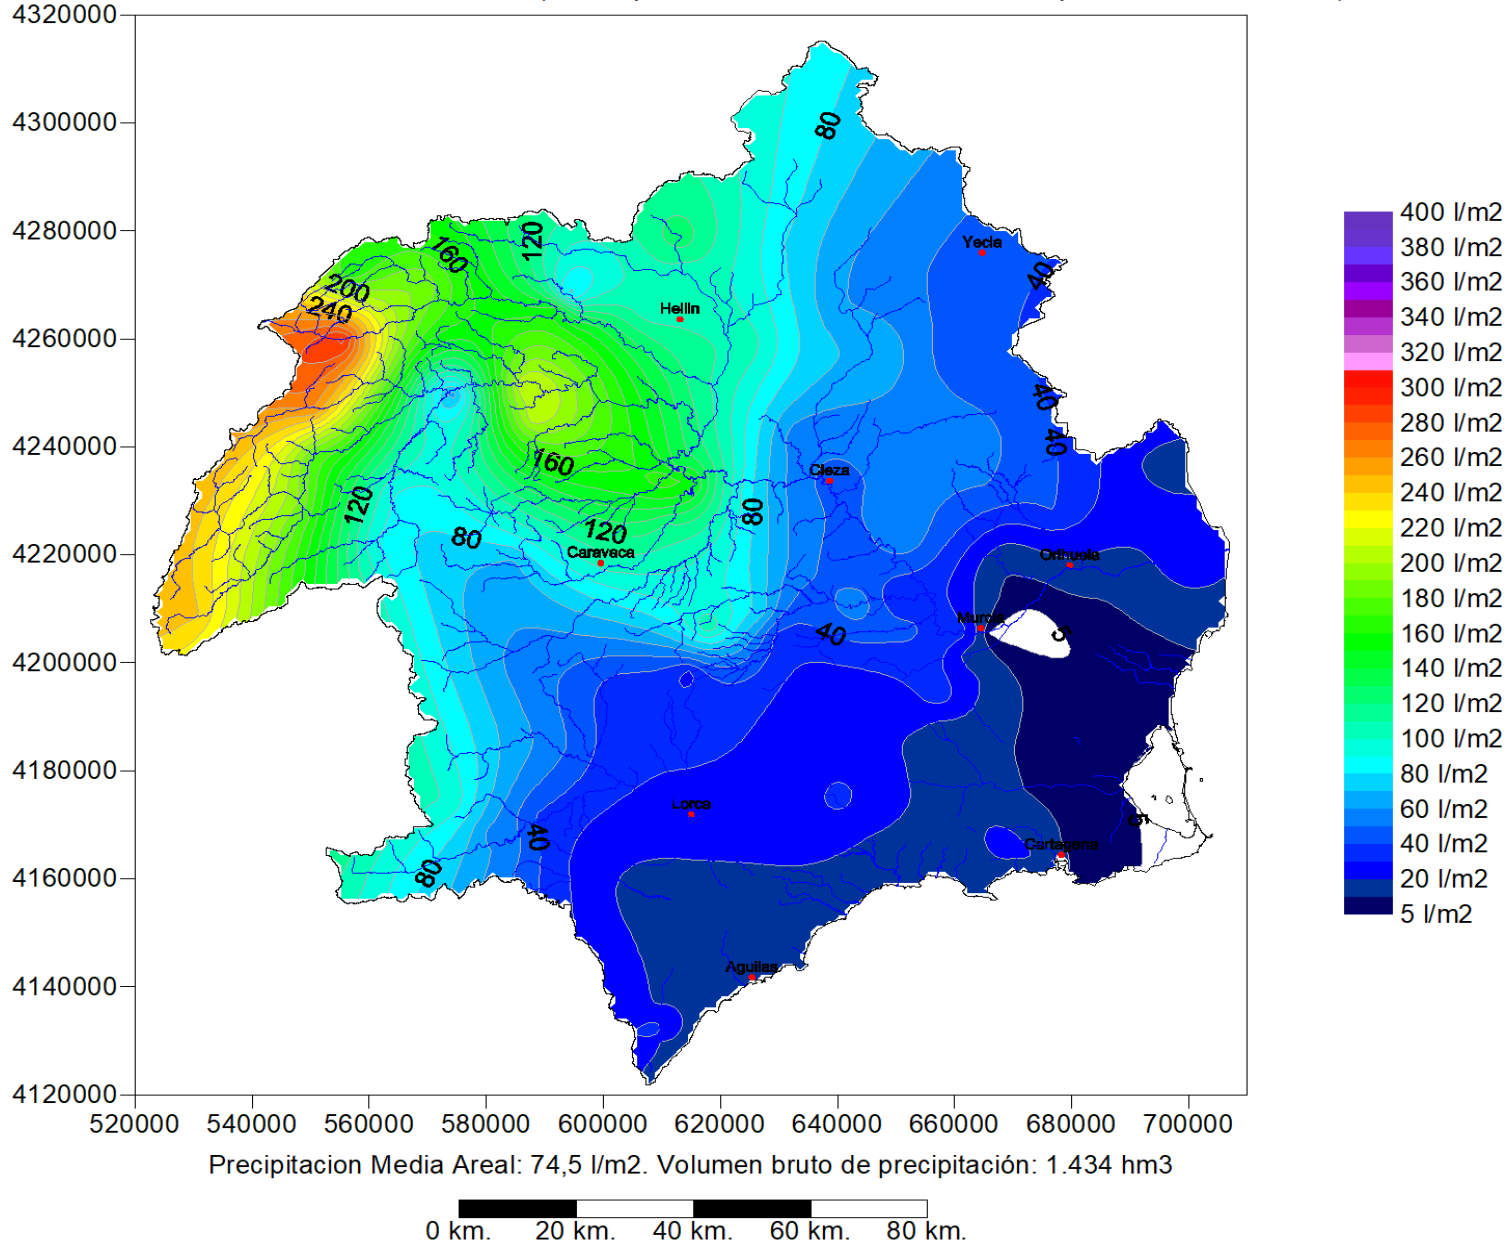 4320000
4300000
4280000
4260000
4240000
4220000
4200000
4180000
4160000
4140000
4120000
520000 540000 560000 580000 600000 620000 640000 660000 680000 700000
80
120
160
200
240
Yecla
40
Hellin
40
40
160
Cieza
120
80
80
120
Caravaca
Orihuela
Murcia
5
40
Lorca
40
80
5
Cartagena
Aguilas
400 l/m2
380 l/m2
360 l/m2
340 l/m2
320 l/m2
300 l/m2
280 l/m2
260 l/m2
240 l/m2
220 l/m2
200 l/m2
180 l/m2
160 l/m2
140 l/m2
120 l/m2
100 l/m2
80 l/m2
60 l/m2
40 l/m2
20 l/m2
5 l/m2
Precipitacion Media Areal: 74,5 l/m2. Volumen bruto de precipitación: 1.434 hm3
0 km. 20 km. 40 km. 60 km. 80 km.